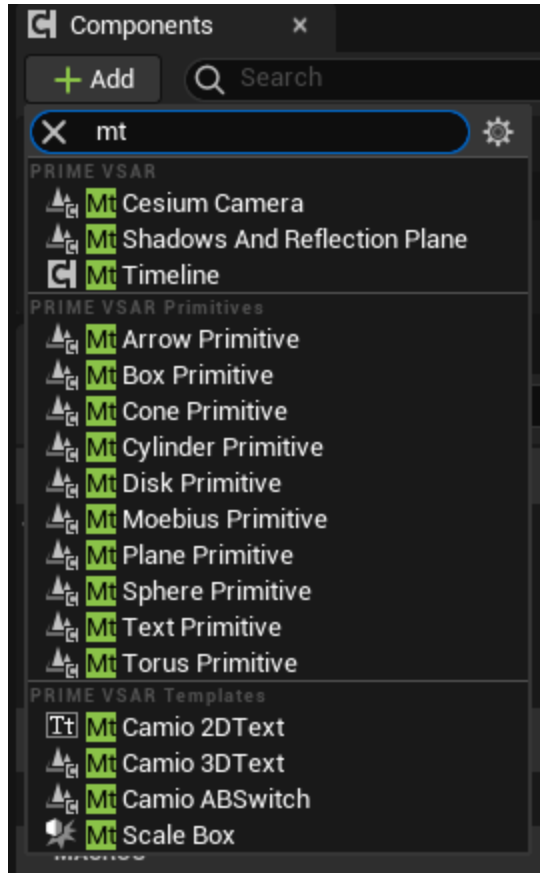 Components
+ Add
Search
mt
PRIME VSAR
Mt Cesium Camera
Mt Shadows And Reflection Plane
Mt Timeline
PRIME VSAR Primitives
Mt Arrow Primitive
Mt Box Primitive
Mt Cone Primitive
Mt Cylinder Primitive
Mt Disk Primitive
Mt Moebius Primitive
Mt Plane Primitive
Mt Sphere Primitive
Mt Text Primitive
Mt Torus Primitive
PRIME VSAR Templates
Tt Mt Camio 2DText
Mt Camio 3DText
Mt Camio ABSwitch
Mt Scale Box